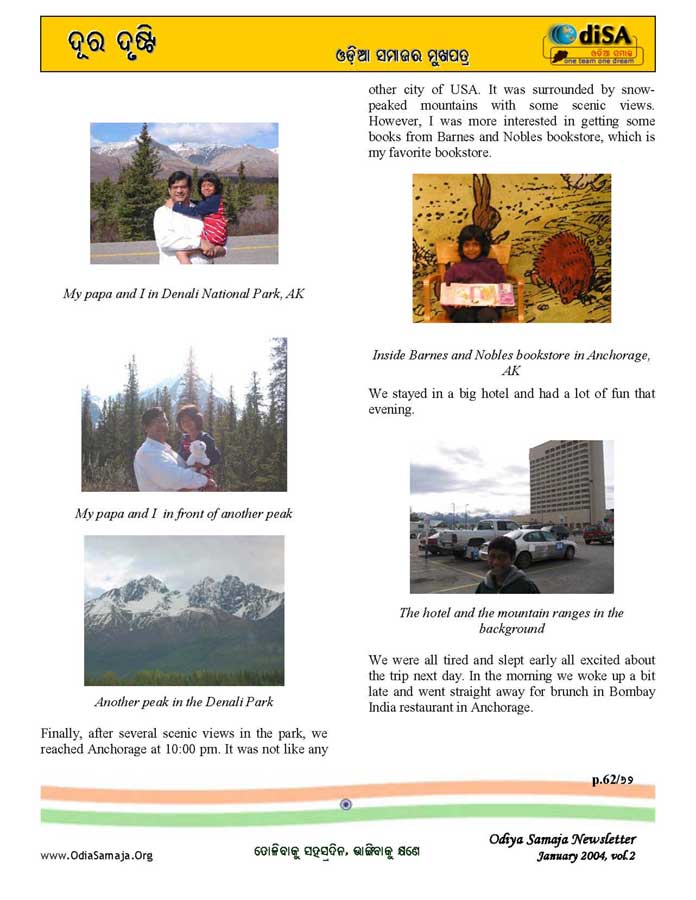 ଦୂର ଦୃଷ୍ଟି
ଓଡ଼ିଆ ସମାଜର ମୁଖପତ୍ର
OdiSA
ଓଡ଼ିଆ ସମାଜ
one team one dream
My papa and I in Denali National Park, AK
My papa and I in front of another peak
Another peak in the Denali Park
Finally, after several scenic views in the park, we
reached Anchorage at 10:00 pm. It was not like any
other city of USA. It was surrounded by snow-
peaked mountains with some scenic views.
However, I was more interested in getting some
books from Barnes and Nobles bookstore, which is
my favorite bookstore.
Inside Barnes and Nobles bookstore in Anchorage,
AK
We stayed in a big hotel and had a lot of fun that
evening.
The hotel and the mountain ranges in the
background
We were all tired and slept early all excited about
the trip next day. In the morning we woke up a bit
late and went straight away for brunch in Bombay
India restaurant in Anchorage.
p.62/୭୨
www.OdiaSamaja.Org
ତୋଳିବାକୁ ସହସ୍ରଦିନ, ଭାଙ୍ଗିବାକୁ କ୍ଷଣେ
Odiya Samaja Newsletter
January 2004, vol.2